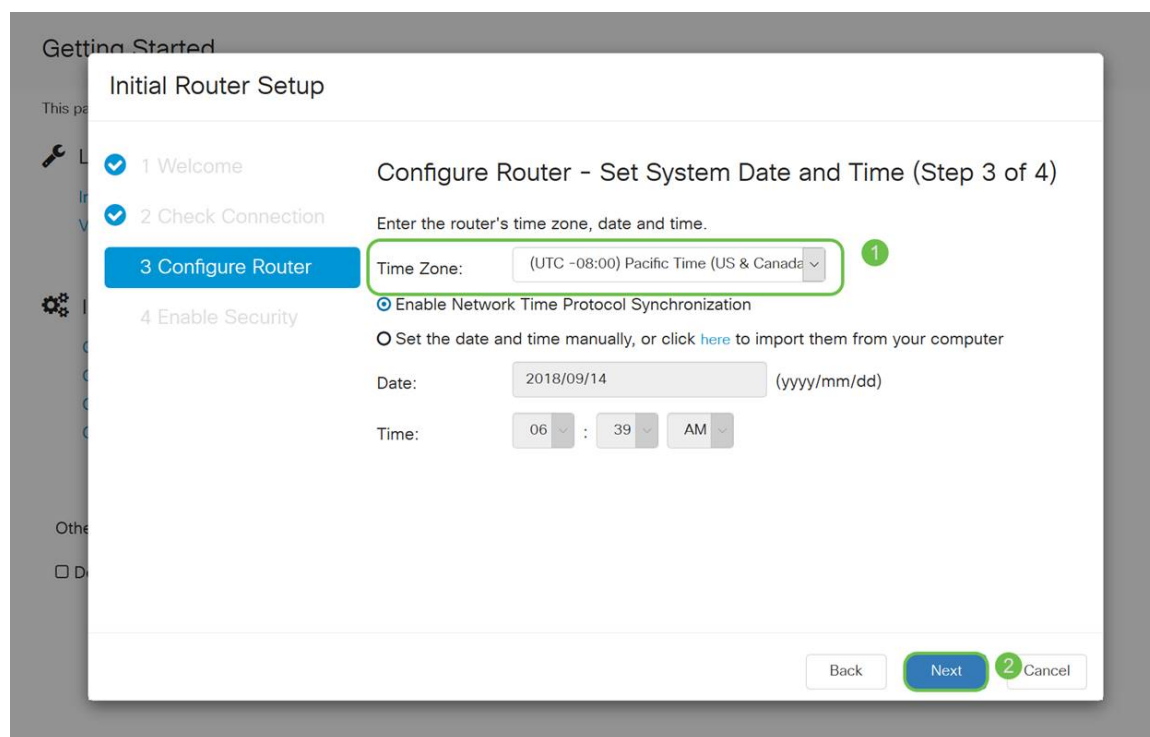 Getting Started
Initial Router Setup
This pa
L
1 Welcome
Configure Router - Set System Date and Time (Step 3 of 4)
In
V
2 Check Connection
Enter the router's time zone, date and time.
3 Configure Router
Time Zone:
(UTC -08:00) Pacific Time (US & Canada
1
Enable Network Time Protocol Synchronization
4 Enable Security
Set the date and time manually, or click here to import them from your computer
Date:
2018/09/14
(yyyy/mm/dd)
Time:
06 : 39 AM
Othe
D
Back
Next
2
Cancel